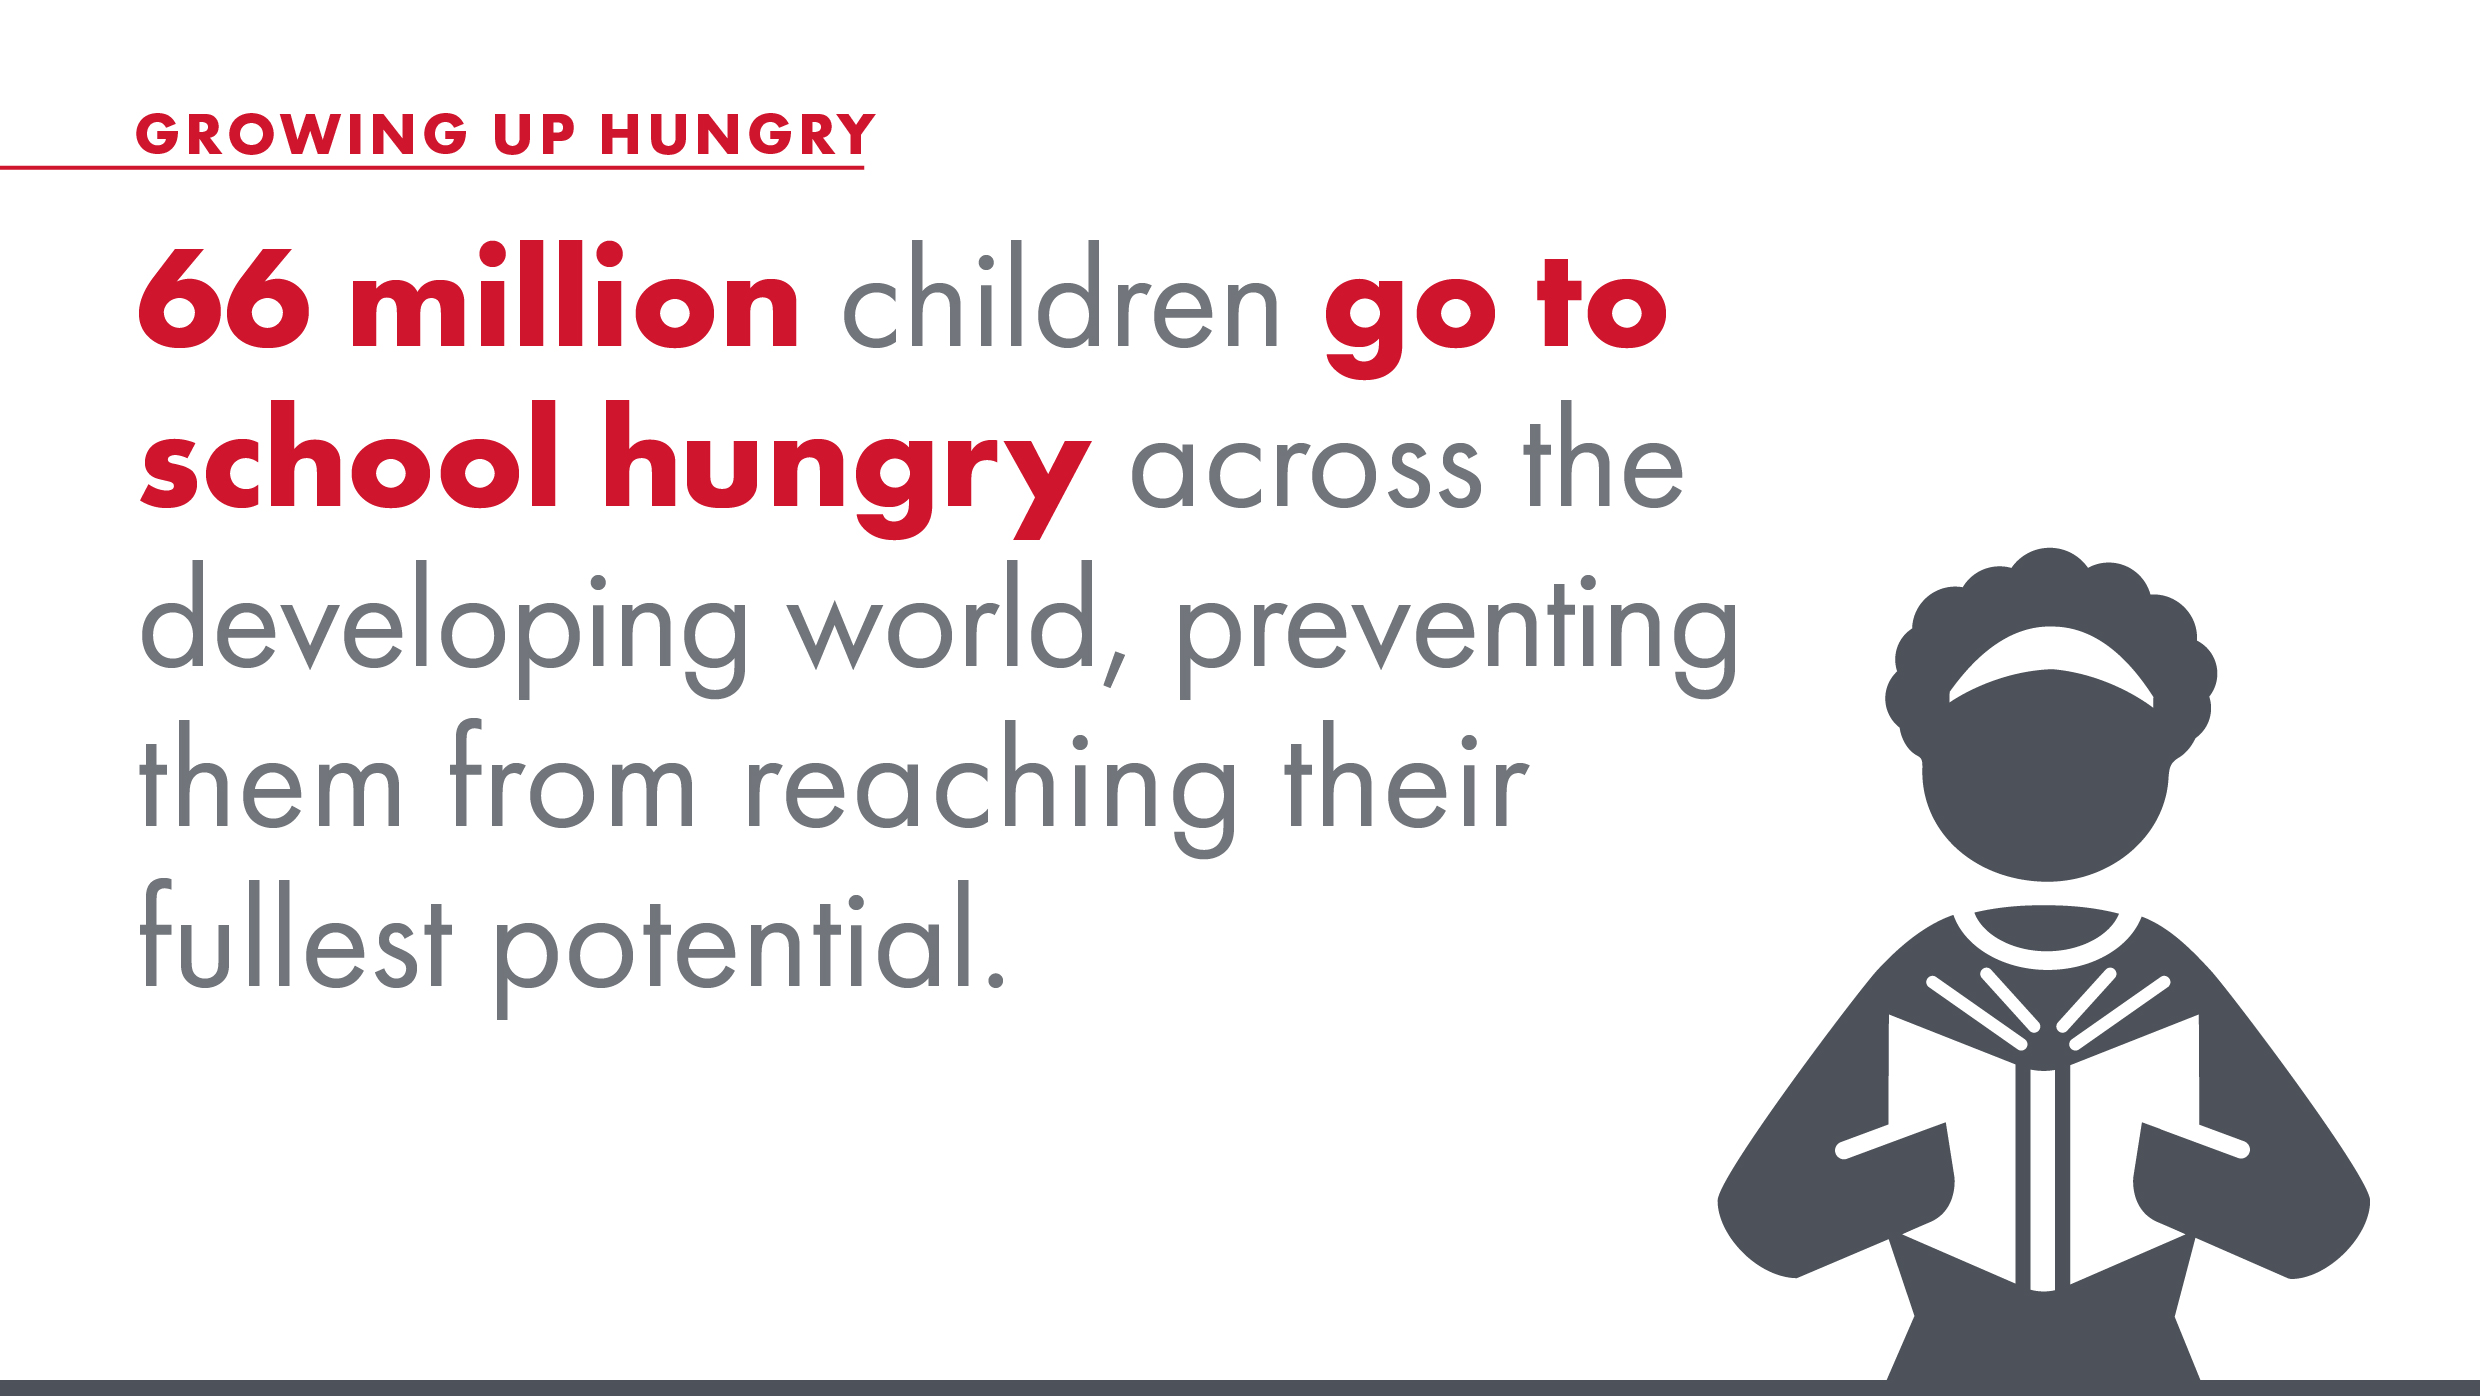 GROWING UP HUNGRY
66 million children go to
school hungry across the
developing world, preventing
them from reaching their
fullest potential.